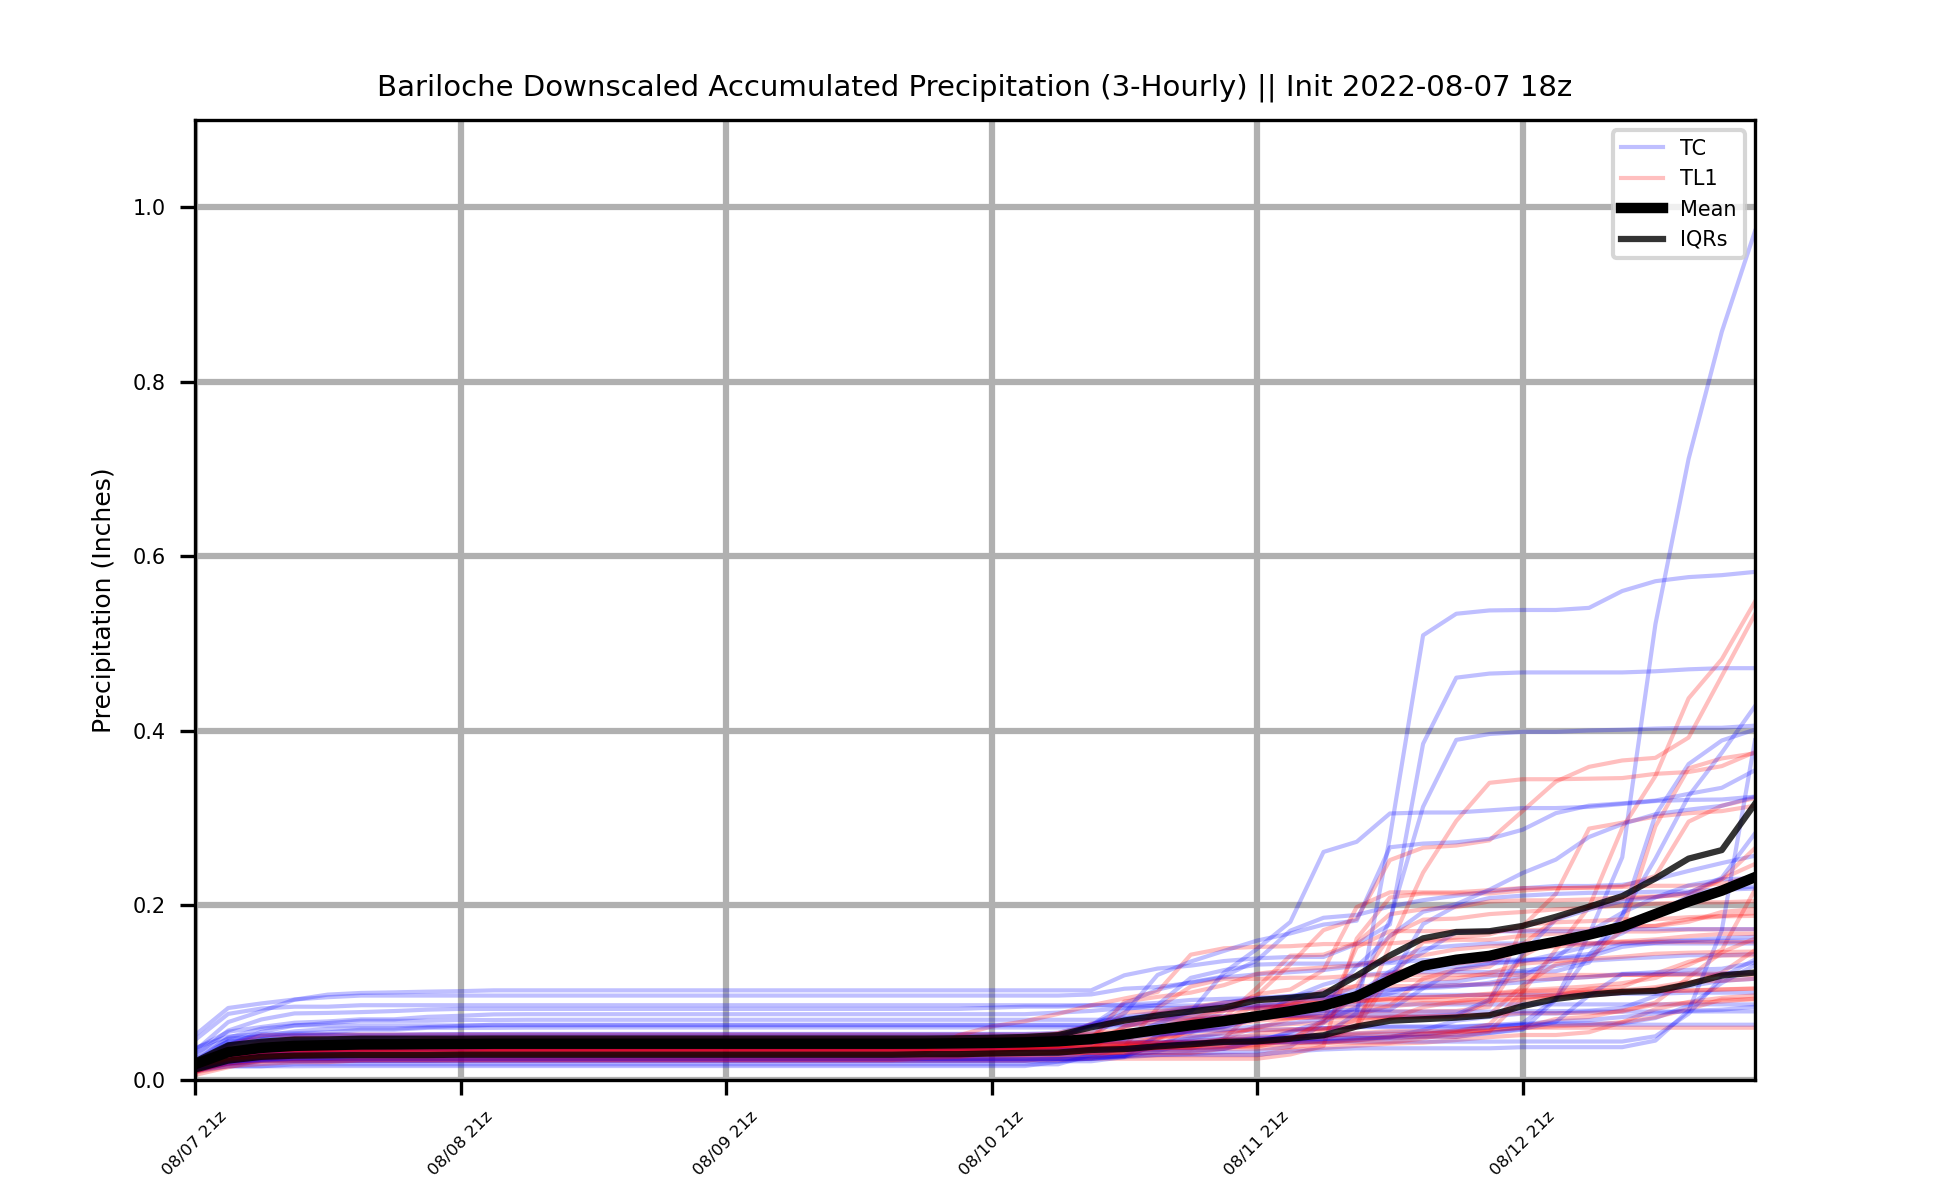 Bariloche Downscaled Accumulated Precipitation (3-Hourly) || Init 2022-08-07 18z
TC
TL1
Mean
IQRs
Precipitation (Inches)
1.0
0.8
0.6
0.4
0.2
0.0
08/07 21z
08/08 21z
08/09 21z
08/10 21z
08/11 21z
08/12 21z